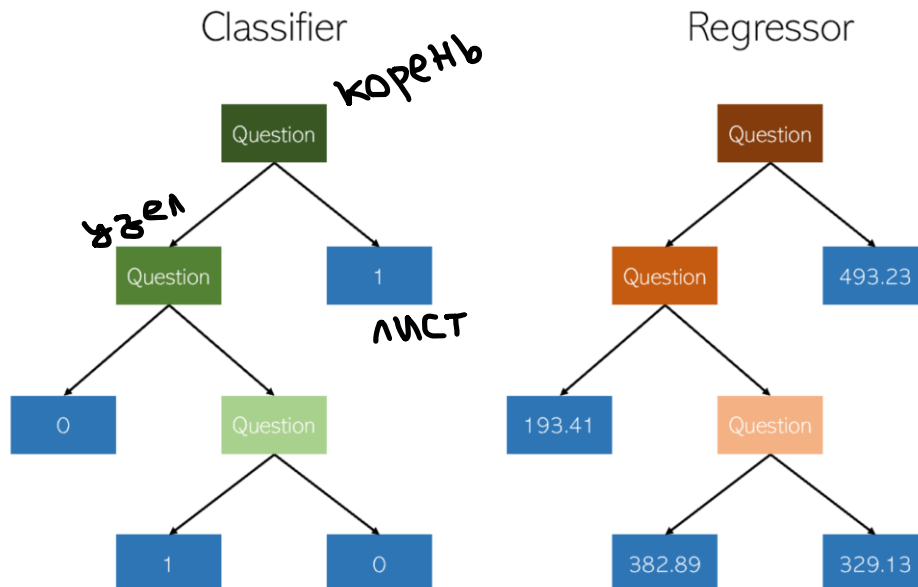 Classifier
Regressor
корень
Question
Question
узел
Question
1
Question
493.23
лист
0
Question
193.41
Question
1
0
382.89
329.13